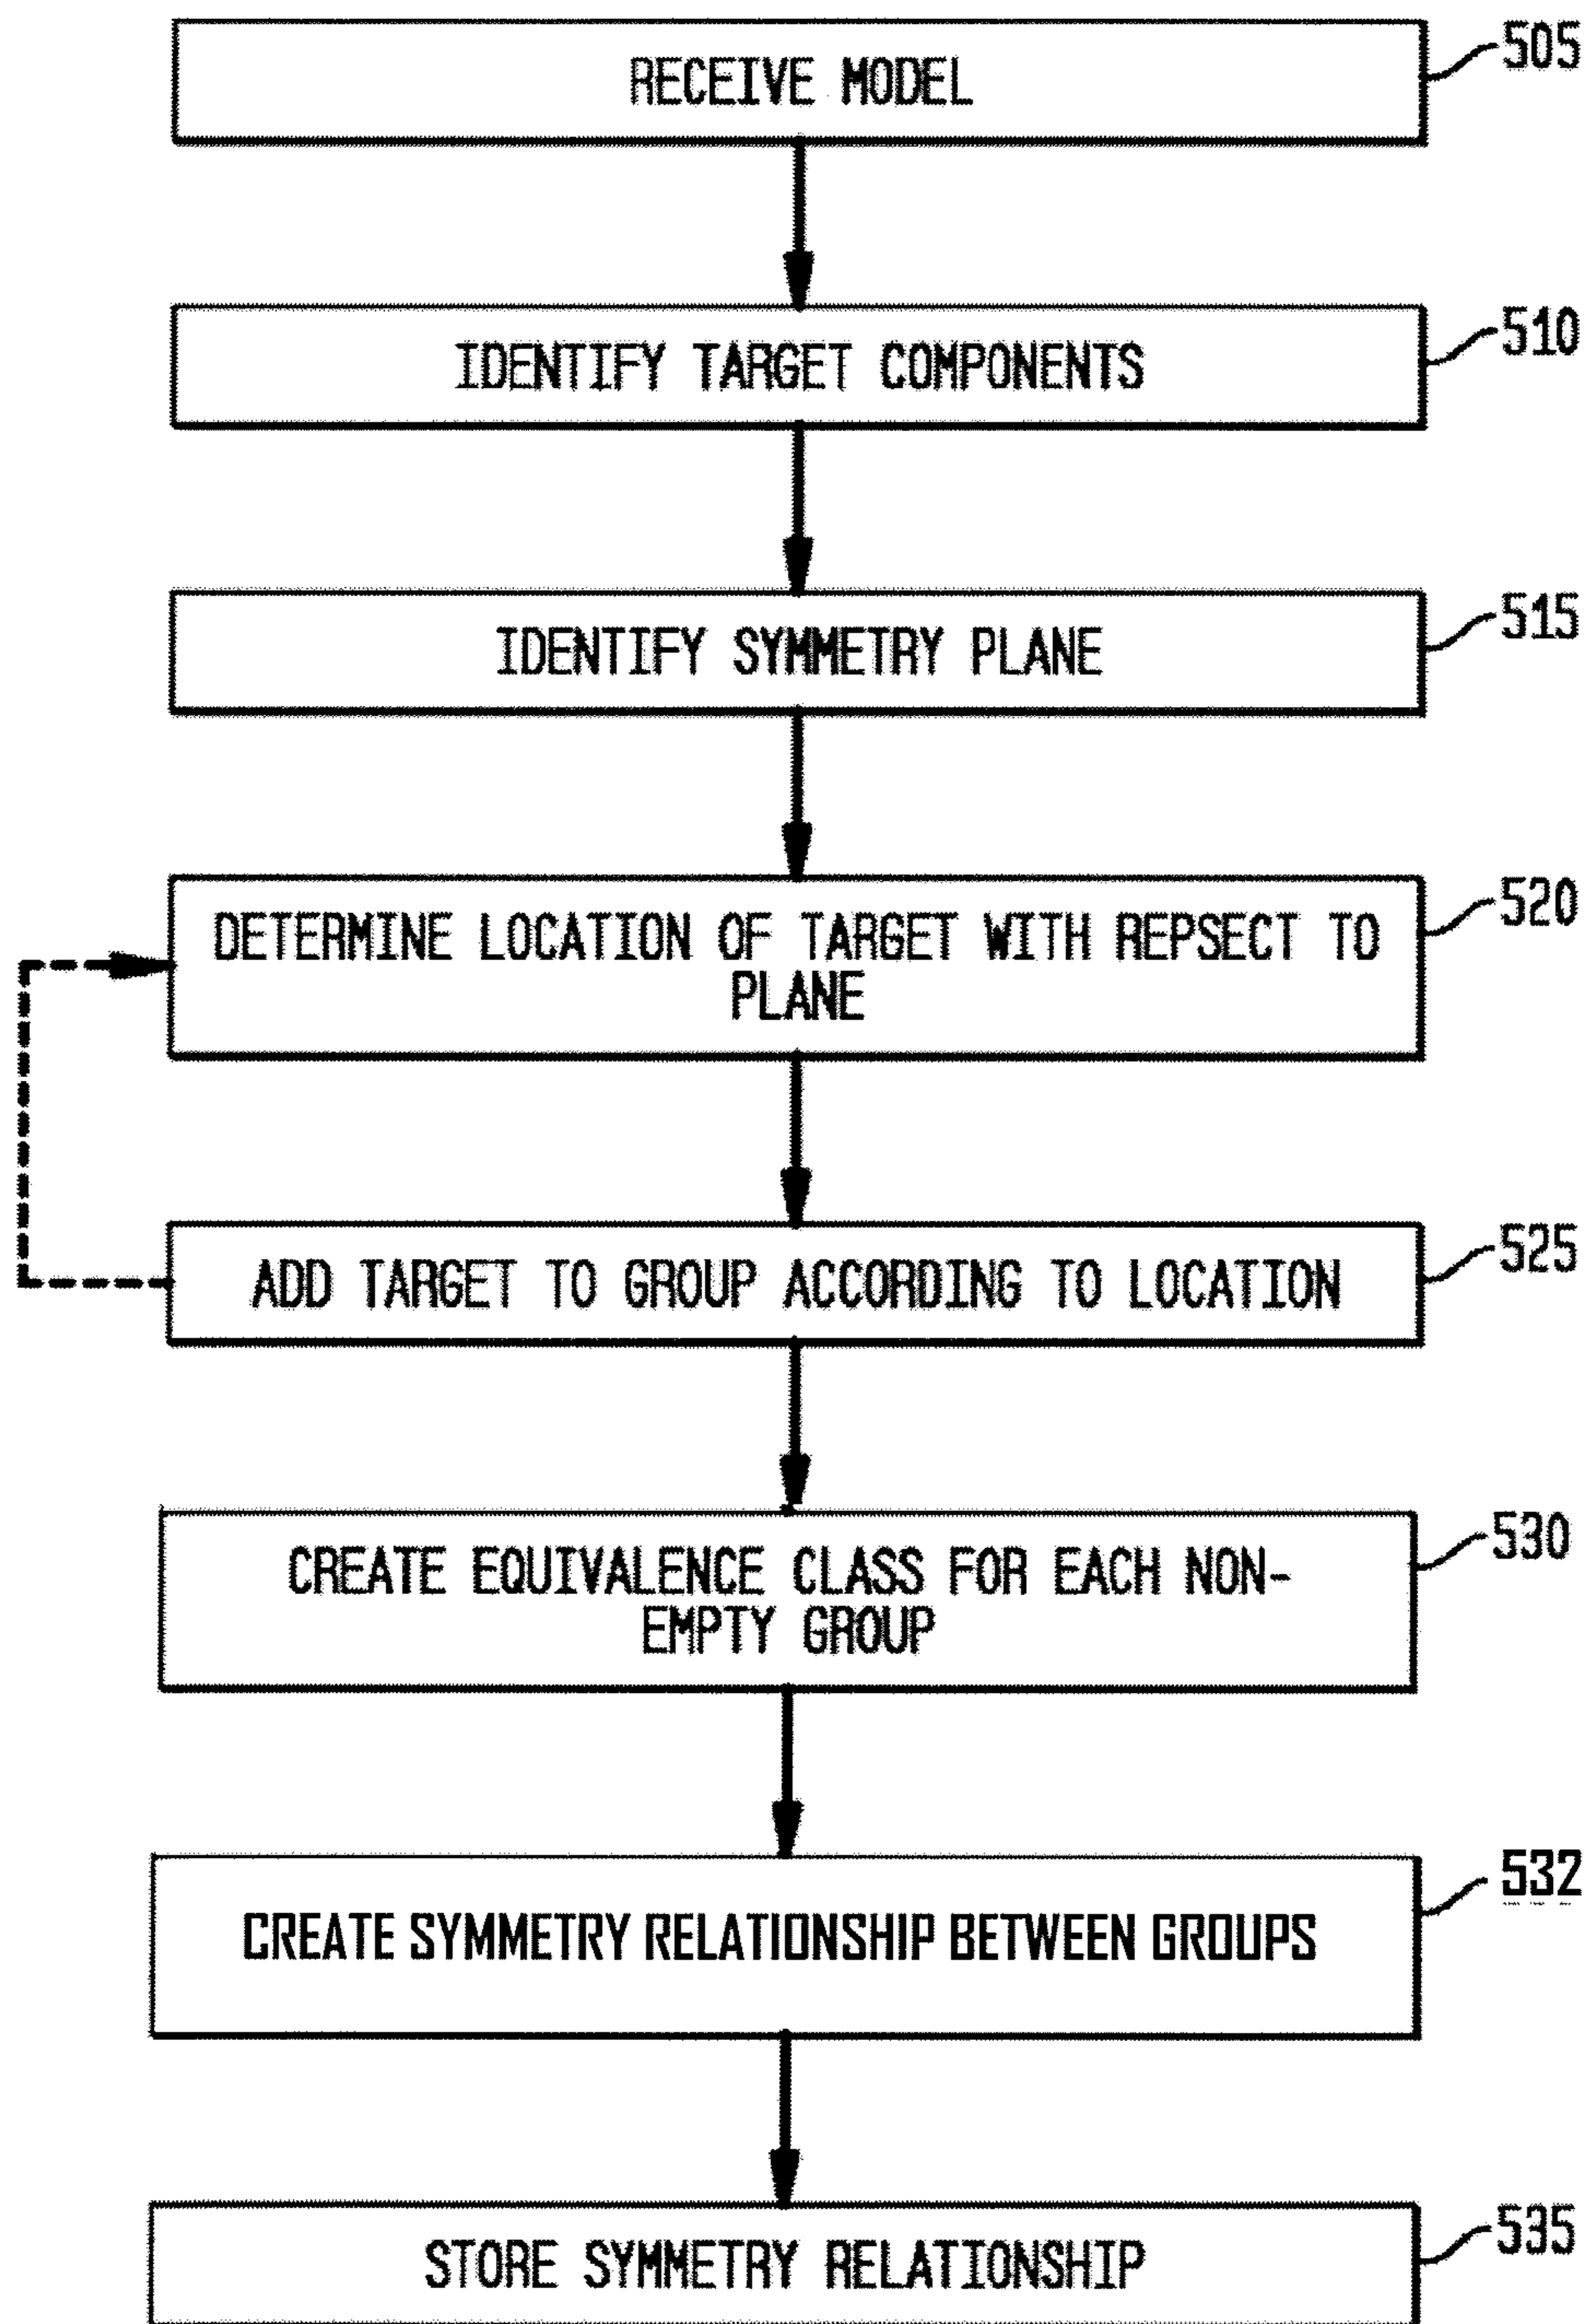 RECEIVE MODEL
505
IDENTIFY TARGET COMPONENTS
510
IDENTIFY SYMMETRY PLANE
515
DETERMINE LOCATION OF TARGET WITH REPSECT TO
PLANE
520
ADD TARGET TO GROUP ACCORDING TO LOCATION
525
CREATE EQUIVALENCE CLASS FOR EACH NON-
EMPTY GROUP
530
CREATE SYMMETRY RELATIONSHIP BETWEEN GROUPS
532
STORE SYMMETRY RELATIONSHIP
535